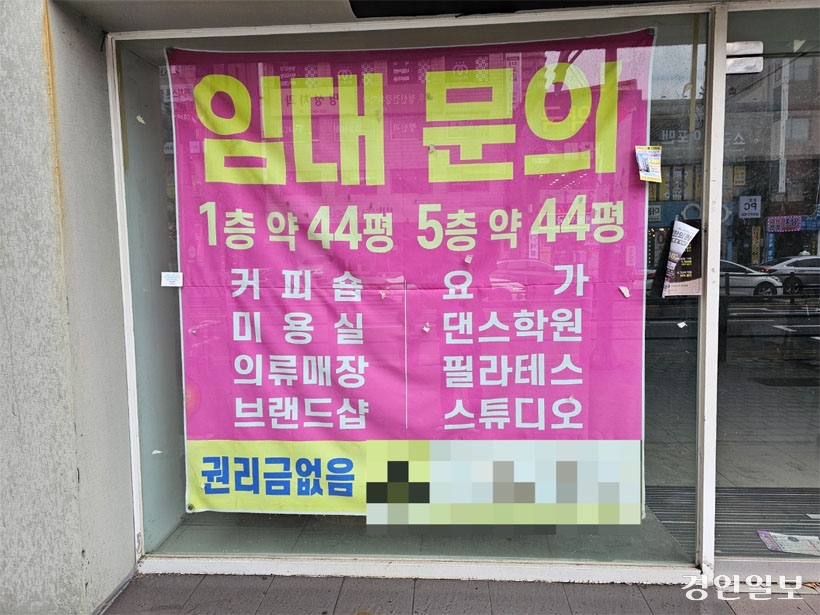 임대 문의
1층 약 44평 5층 약 44평
커피숍 요가
미용실 댄스학원
의류매장 필라테스
브랜드샵 스튜디오
권리금없음
PC
경인일보